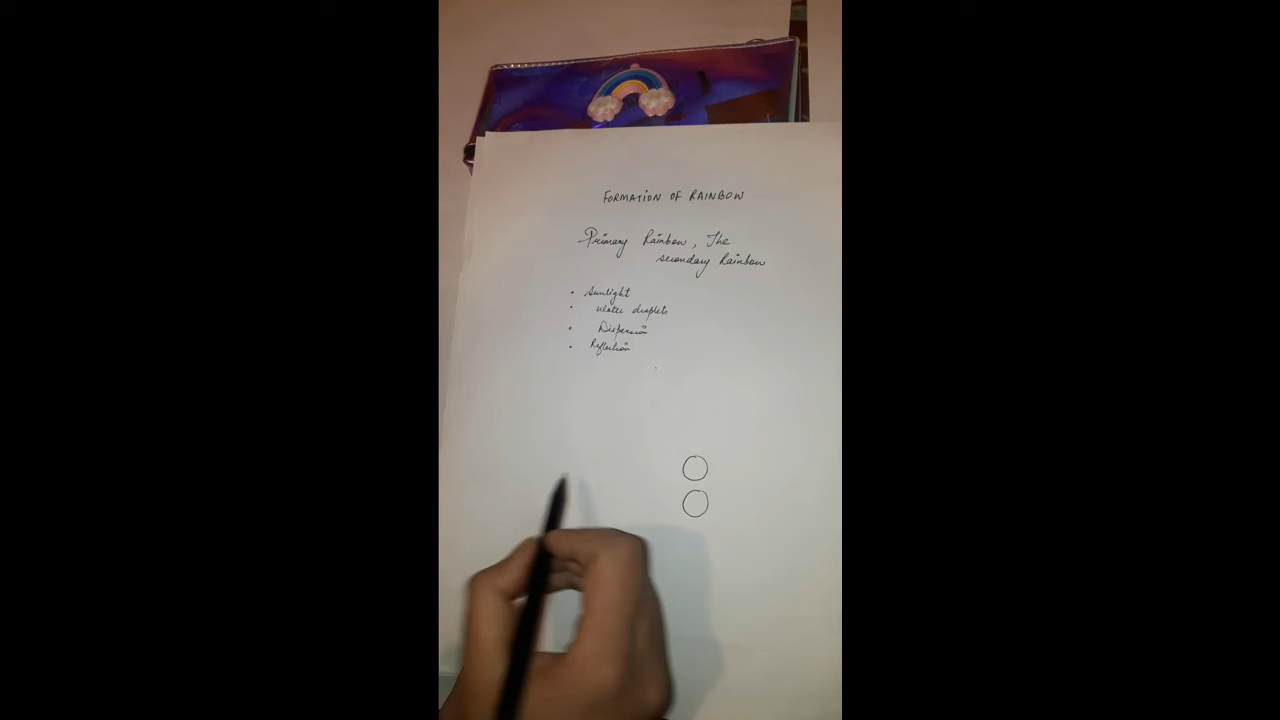 FORMATION OF RAINBOW
Primary Rainbow, The
secondary Rainbow
• Sunlight
• Water droplets
• Dispersion
• Reflection